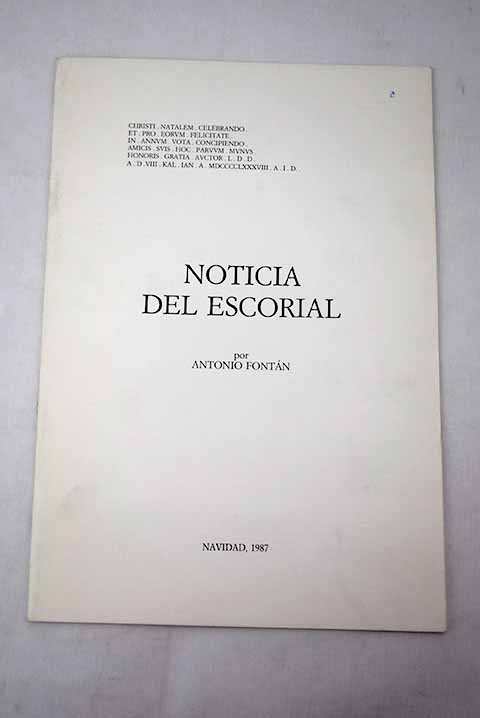 CHRISTI . NATALEM . CELEBRANDO
ET . PRO . EORVM . FELICITATE .
IN . ANNVM . VOTA . CONCIPIENDO .
AMICIS . SVIS . HOC . PARVVM . MVNVS
HONORIS . GRATIA . AVCTOR . L . D . D .
A . D . VIII . KAL . IAN . A . MDCCCCLXXXVIII . A . I . D .
NOTICIA
DEL ESCORIAL
por
ANTONIO FONTÁN
NAVIDAD, 1987